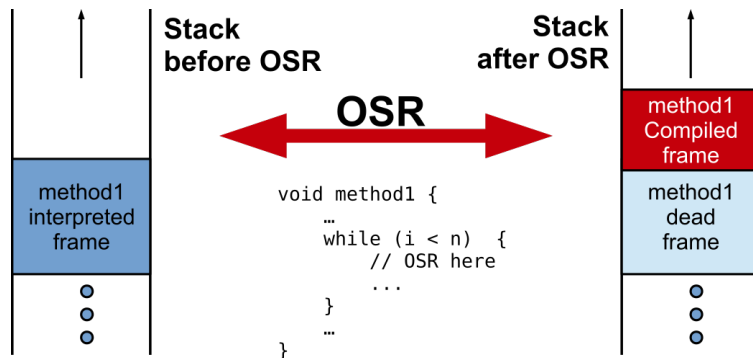 Stack
before OSR
Stack
after OSR
OSR
method1
interpreted
frame
method1
Compiled
frame
method1
dead
frame
void method1 {
…
while (i < n)  {
// OSR here
...
}
…
}